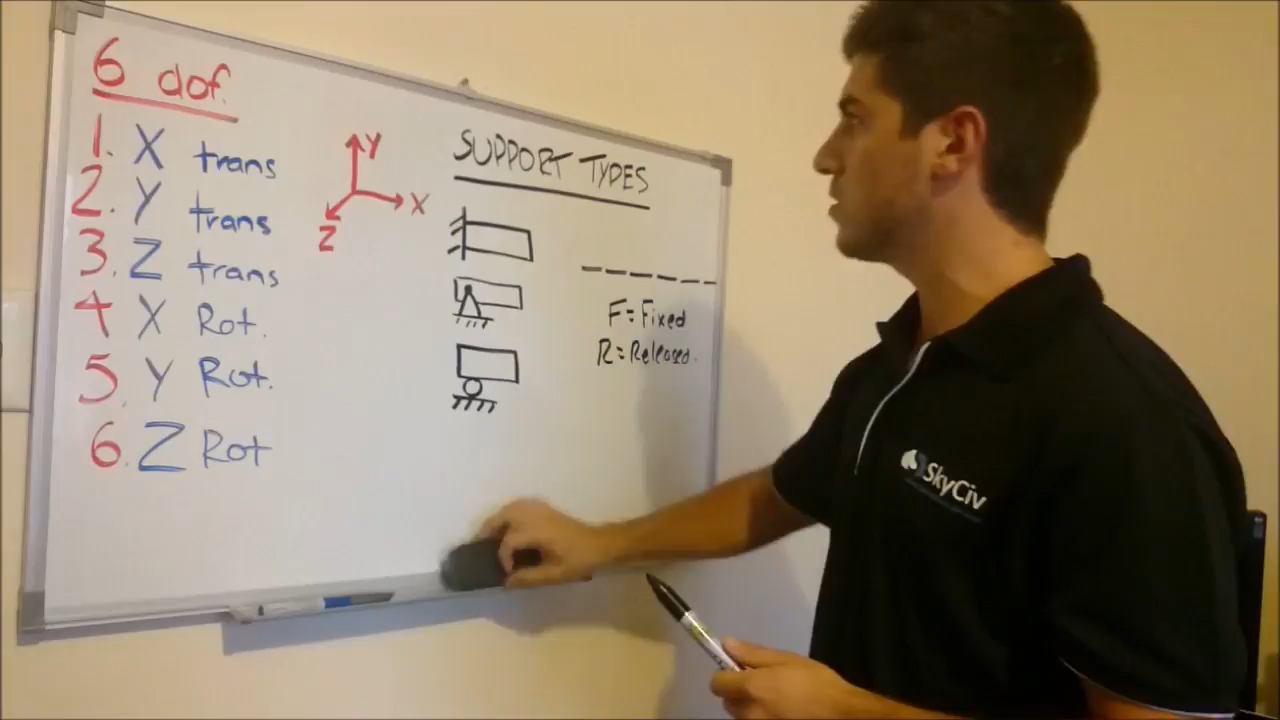 6 dof.
1. X trans
2. Y trans
3. Z trans
4 X Rot.
5. Y Rot.
6. Z Rot
Y
X
Z
SUPPORT TYPES
F = Fixed
R = Released.
SkyCiv